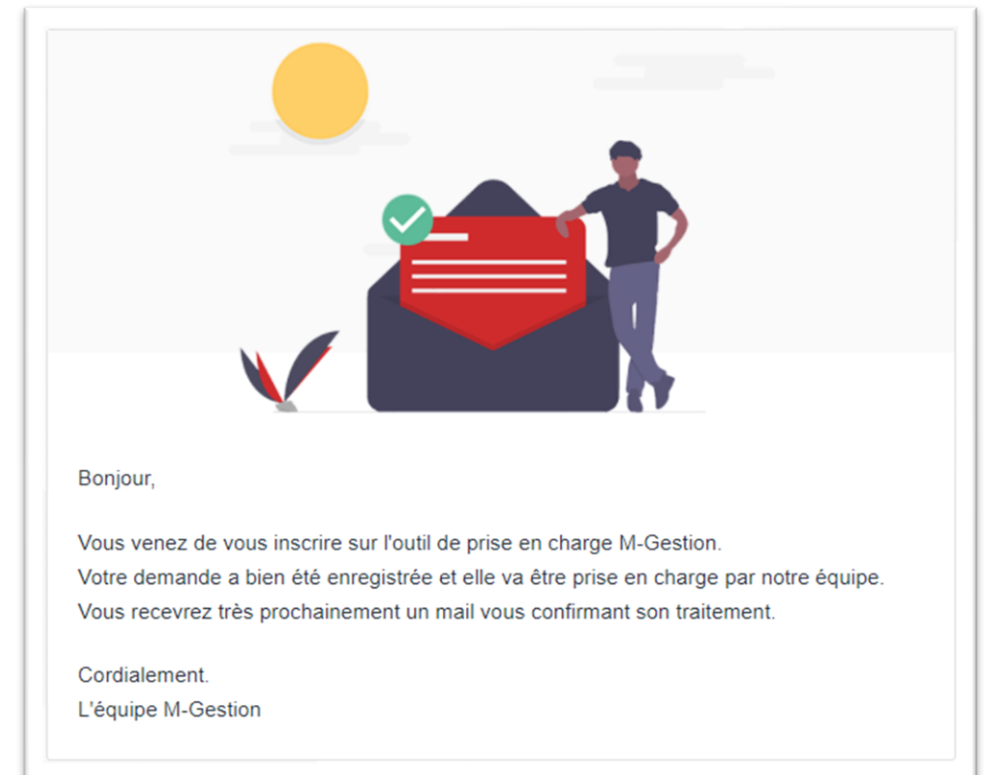 Bonjour,
Vous venez de vous inscrire sur l'outil de prise en charge M-Gestion.
Votre demande a bien été enregistrée et elle va être prise en charge par notre équipe.
Vous recevrez très prochainement un mail vous confirmant son traitement.
Cordialement.
L'équipe M-Gestion